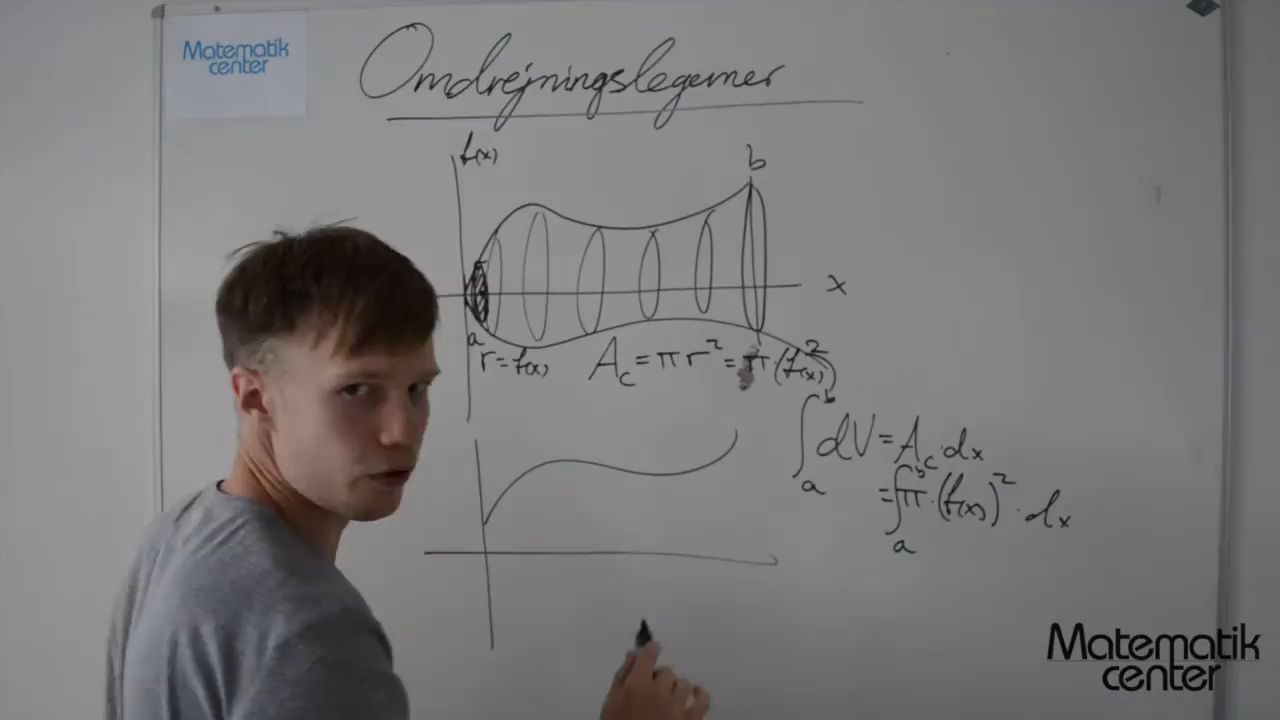 Matematik
center
Omdrejningslegemer
f(x)
b
x
a
r = f(x)
A_c = π r² = π · (f(x))²
∫_a^b dV = A_c · dx
= ∫_a^b π · (f(x))² · dx
Matematik
center